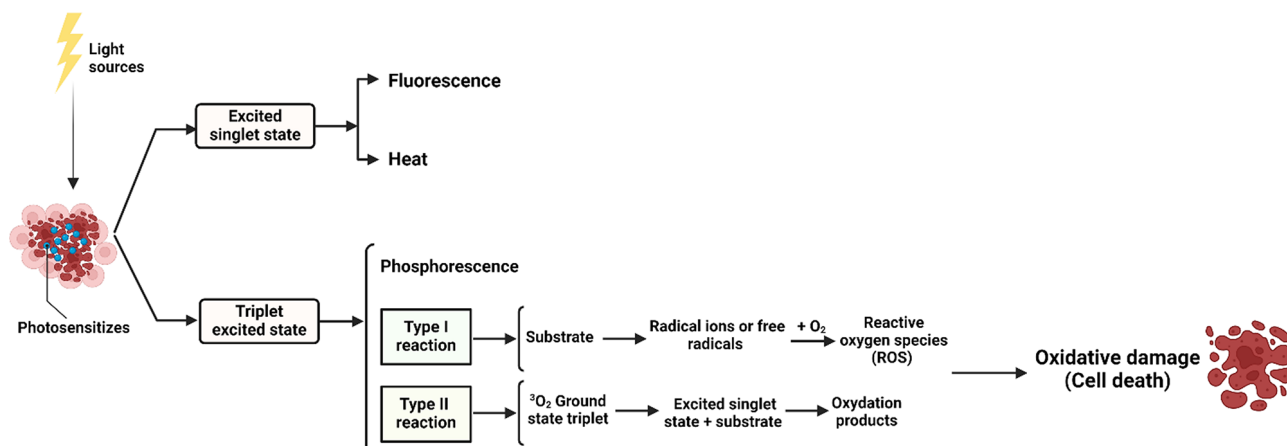 Light
sources
Photosensitizes
Excited
singlet state
Fluorescence
Heat
Triplet
excited state
Phosphorescence
Type I
reaction
Substrate
Radical ions or free
radicals
+ O₂
Reactive
oxygen species
(ROS)
Type II
reaction
³O₂ Ground
state triplet
Excited singlet
state + substrate
Oxydation
products
Oxidative damage
(Cell death)